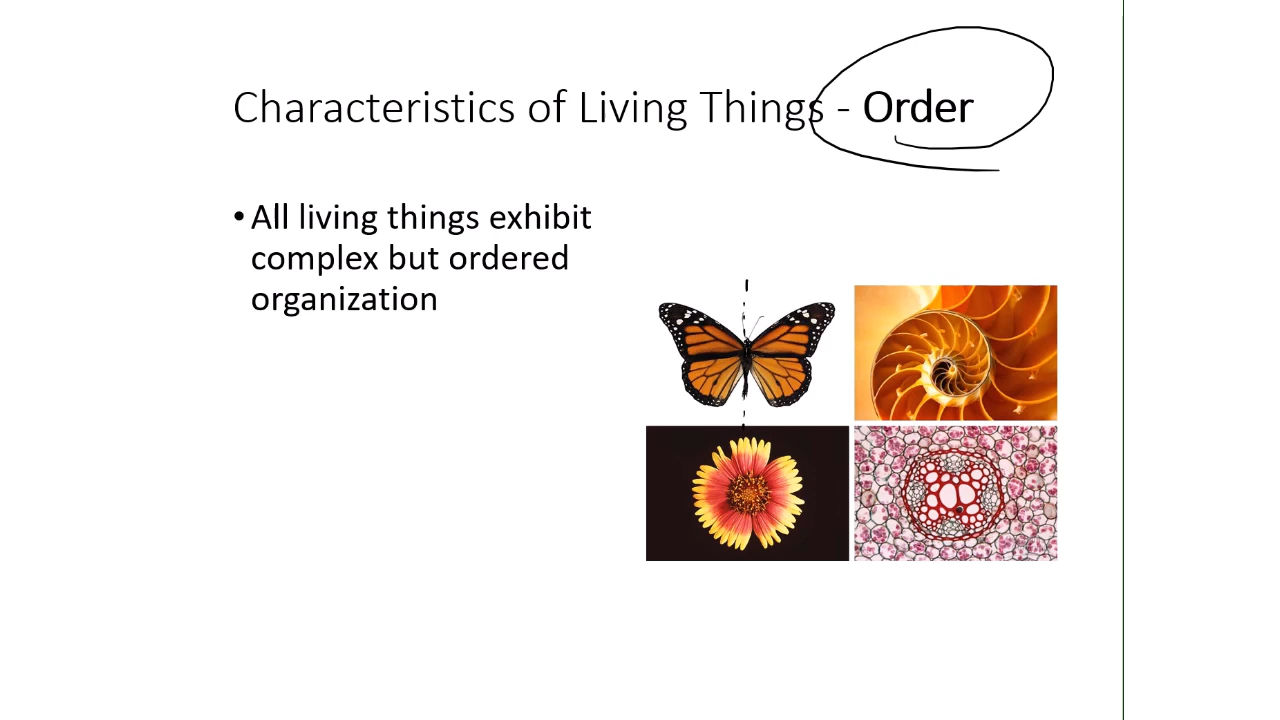 Characteristics of Living Things - Order
• All living things exhibit
complex but ordered
organization